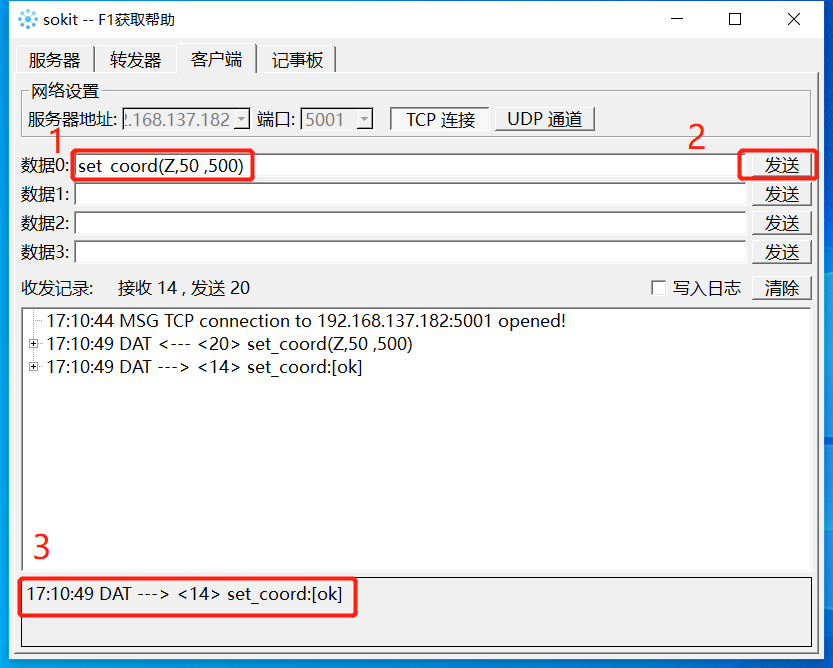 sokit -- F1获取帮助
服务器 转发器 客户端 记事板
网络设置
服务器地址: 2.168.137.182 端口: 5001 TCP 连接 UDP 通道
1 2
数据0: set_coord(Z,50 ,500) 发送
数据1: 发送
数据2: 发送
数据3: 发送
收发记录: 接收 14 , 发送 20 写入日志 清除
17:10:44 MSG TCP connection to 192.168.137.182:5001 opened!
17:10:49 DAT <--- <20> set_coord(Z,50 ,500)
17:10:49 DAT ---> <14> set_coord:[ok]
3
17:10:49 DAT ---> <14> set_coord:[ok]